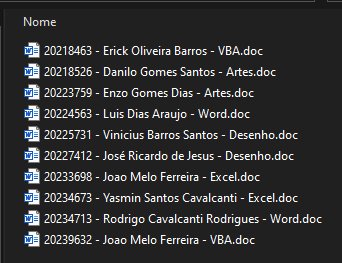 Nome
20218463 - Erick Oliveira Barros - VBA.doc
20218526 - Danilo Gomes Santos - Artes.doc
20223759 - Enzo Gomes Dias - Artes.doc
20224563 - Luis Dias Araujo - Word.doc
20225731 - Vinicius Barros Santos - Desenho.doc
20227412 - José Ricardo de Jesus - Desenho.doc
20233698 - Joao Melo Ferreira - Excel.doc
20234673 - Yasmin Santos Cavalcanti - Excel.doc
20234713 - Rodrigo Cavalcanti Rodrigues - Word.doc
20239632 - Joao Melo Ferreira - VBA.doc